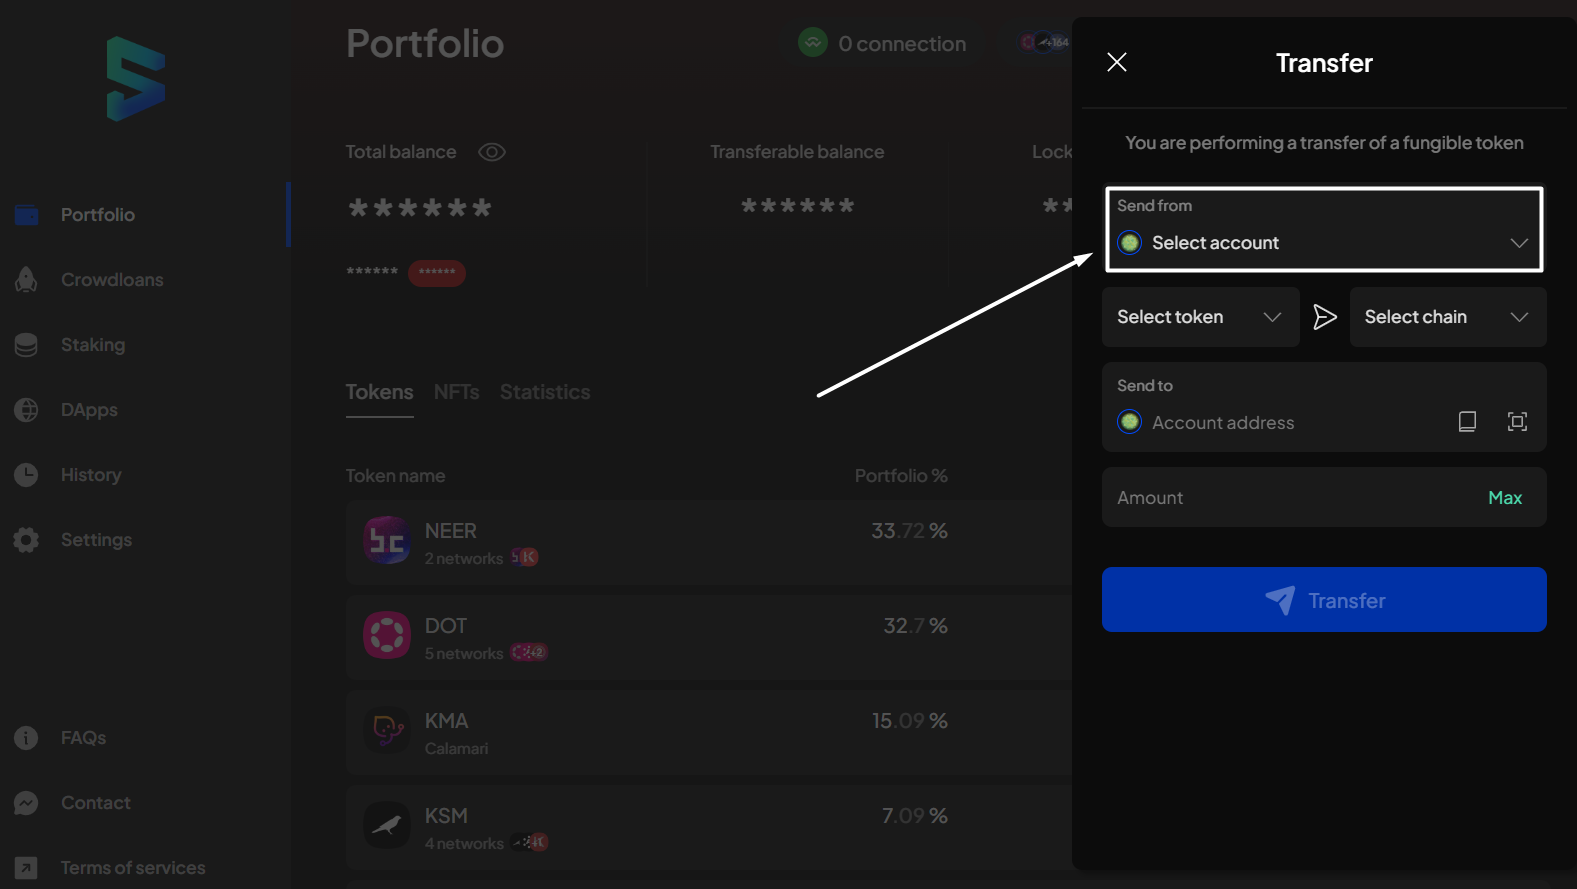 Portfolio
0 connection
+164
Total balance
Transferable balance
Lock
******
******
**
******
******
Portfolio
Crowdloans
Staking
DApps
History
Settings
FAQs
Contact
Terms of services
Tokens
NFTs
Statistics
Token name
Portfolio %
NEER
33.72 %
2 networks
DOT
32.7 %
5 networks
+2
KMA
15.09 %
Calamari
KSM
7.09 %
4 networks
Transfer
You are performing a transfer of a fungible token
Send from
Select account
Select token
Select chain
Send to
Account address
Amount
Max
Transfer